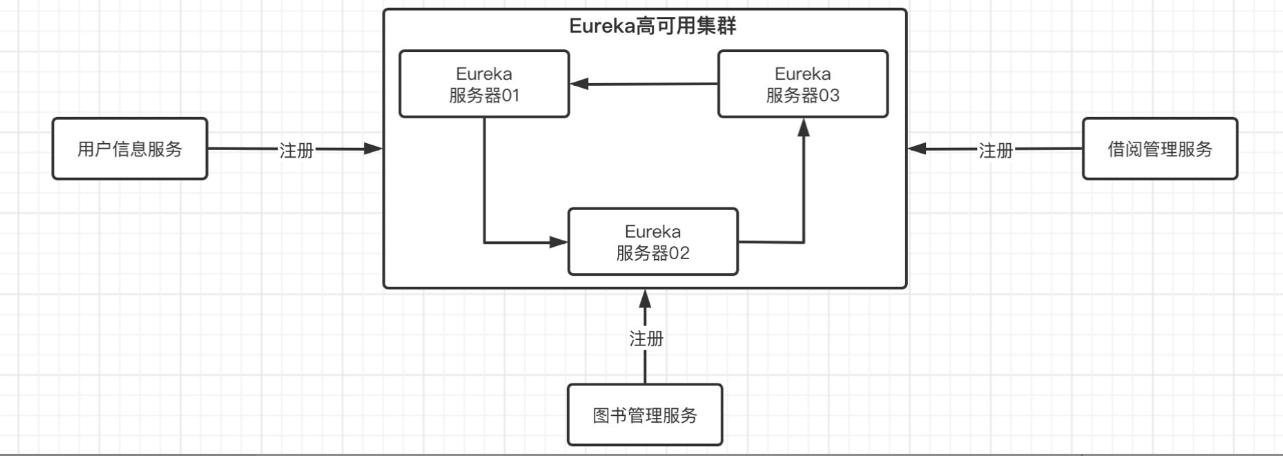 Eureka高可用集群
Eureka
服务器01
Eureka
服务器03
用户信息服务
注册
注册
借阅管理服务
Eureka
服务器02
注册
图书管理服务